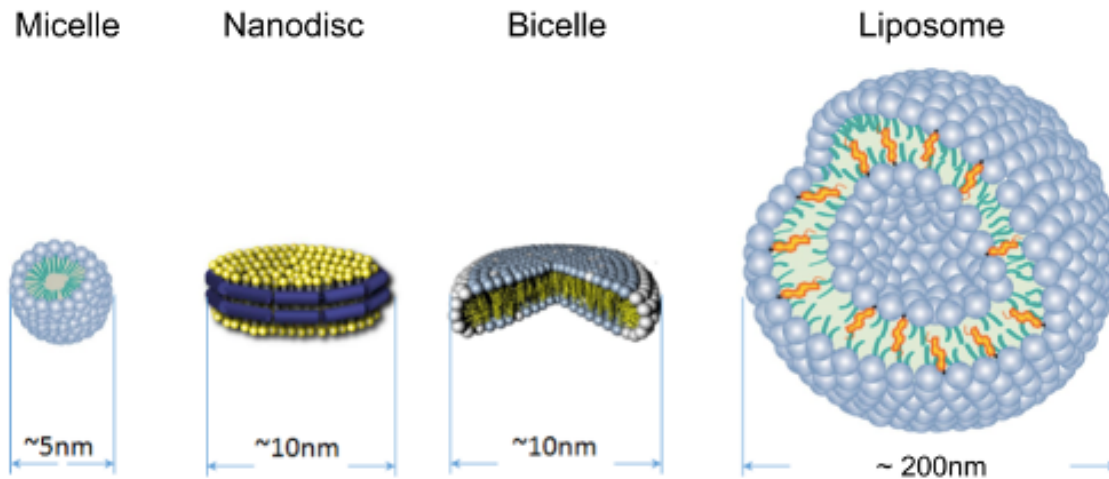 Micelle
Nanodisc
Bicelle
Liposome
~5nm
~10nm
~10nm
~ 200nm